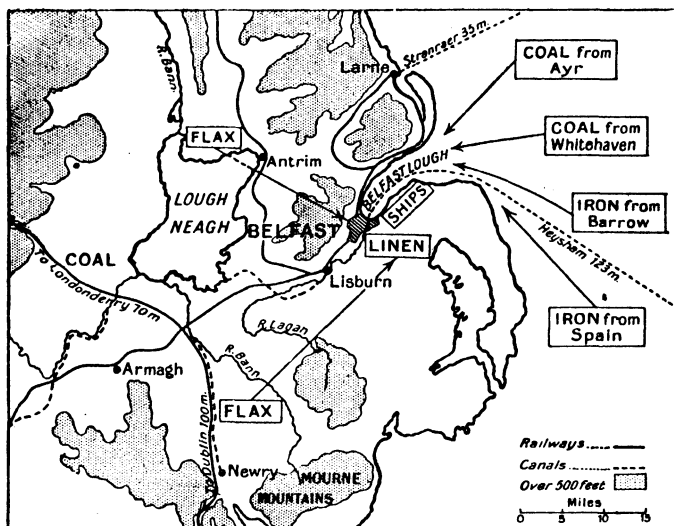 R. Bann
Larne
Stranraer 35 m.
COAL from
Ayr
FLAX
Antrim
COAL from
Whitehaven
LOUGH
NEAGH
BELFAST LOUGH
SHIPS
IRON from
Barrow
BELFAST
LINEN
Heysham 123 m.
COAL
Lisburn
To Londonderry 70 m
IRON from
Spain
R. Lagan
R. Bann
Armagh
FLAX
To Dublin 100 m.
Newry
MOURNE
MOUNTAINS
Railways
Canals
Over 500 feet
Miles
0 5 10 15